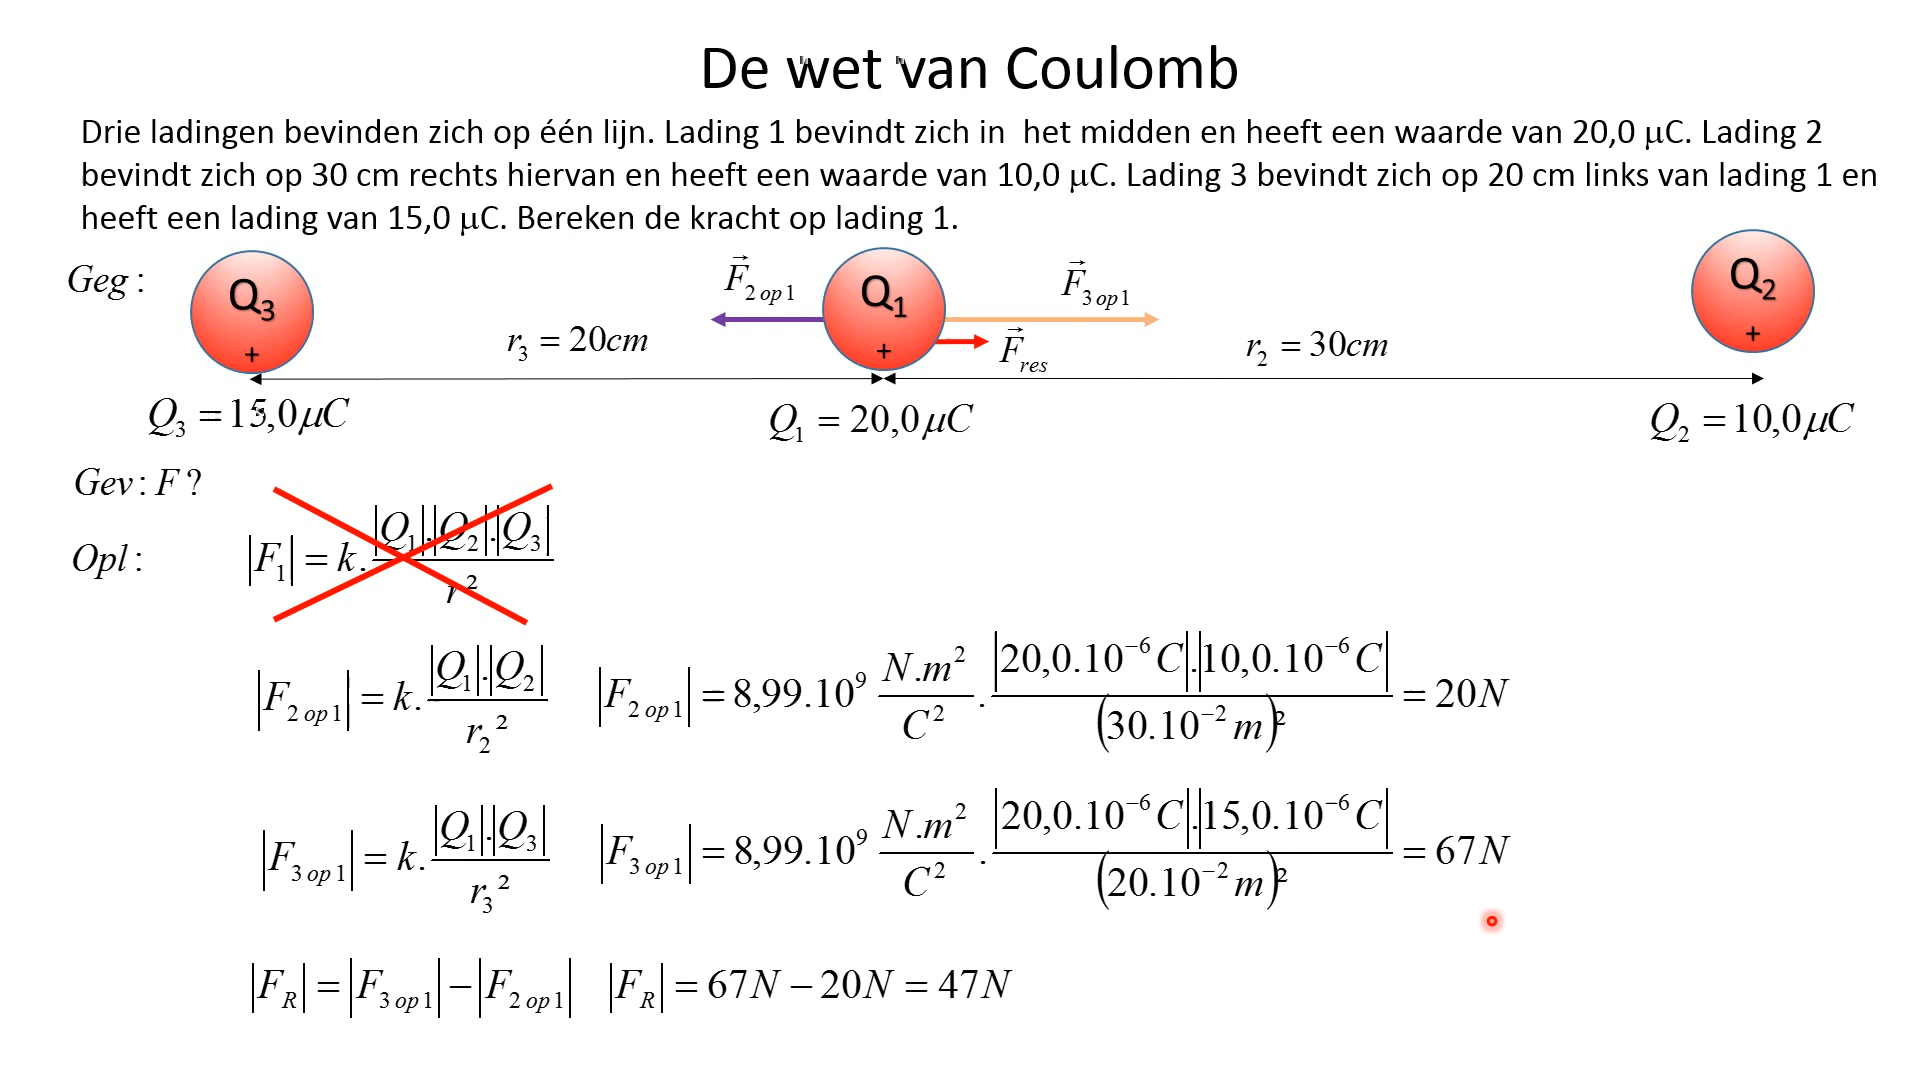 De wet van Coulomb
Drie ladingen bevinden zich op één lijn. Lading 1 bevindt zich in het midden en heeft een waarde van 20,0 μC. Lading 2
bevindt zich op 30 cm rechts hiervan en heeft een waarde van 10,0 μC. Lading 3 bevindt zich op 20 cm links van lading 1 en
heeft een lading van 15,0 μC. Bereken de kracht op lading 1.
Geg :
Q₃ +
F⃗₂ ₒₚ ₁
Q₁ +
F⃗₃ ₒₚ ₁
Q₂ +
r₃ = 20cm
F⃗res
r₂ = 30cm
Q₃ = 15,0μC
Q₁ = 20,0μC
Q₂ = 10,0μC
Gev : F ?
Opl :
|F₁| = k. |Q₁|.|Q₂|.|Q₃| / r²
|F₂ ₒₚ ₁| = k. |Q₁|.|Q₂| / r₂²
|F₂ ₒₚ ₁| = 8,99.10⁹ N.m² / C² . |20,0.10⁻⁶ C|.|10,0.10⁻⁶ C| / (30.10⁻² m)² = 20N
|F₃ ₒₚ ₁| = k. |Q₁|.|Q₃| / r₃²
|F₃ ₒₚ ₁| = 8,99.10⁹ N.m² / C² . |20,0.10⁻⁶ C|.|15,0.10⁻⁶ C| / (20.10⁻² m)² = 67N
|F_R| = |F₃ ₒₚ ₁| − |F₂ ₒₚ ₁|
|F_R| = 67N − 20N = 47N